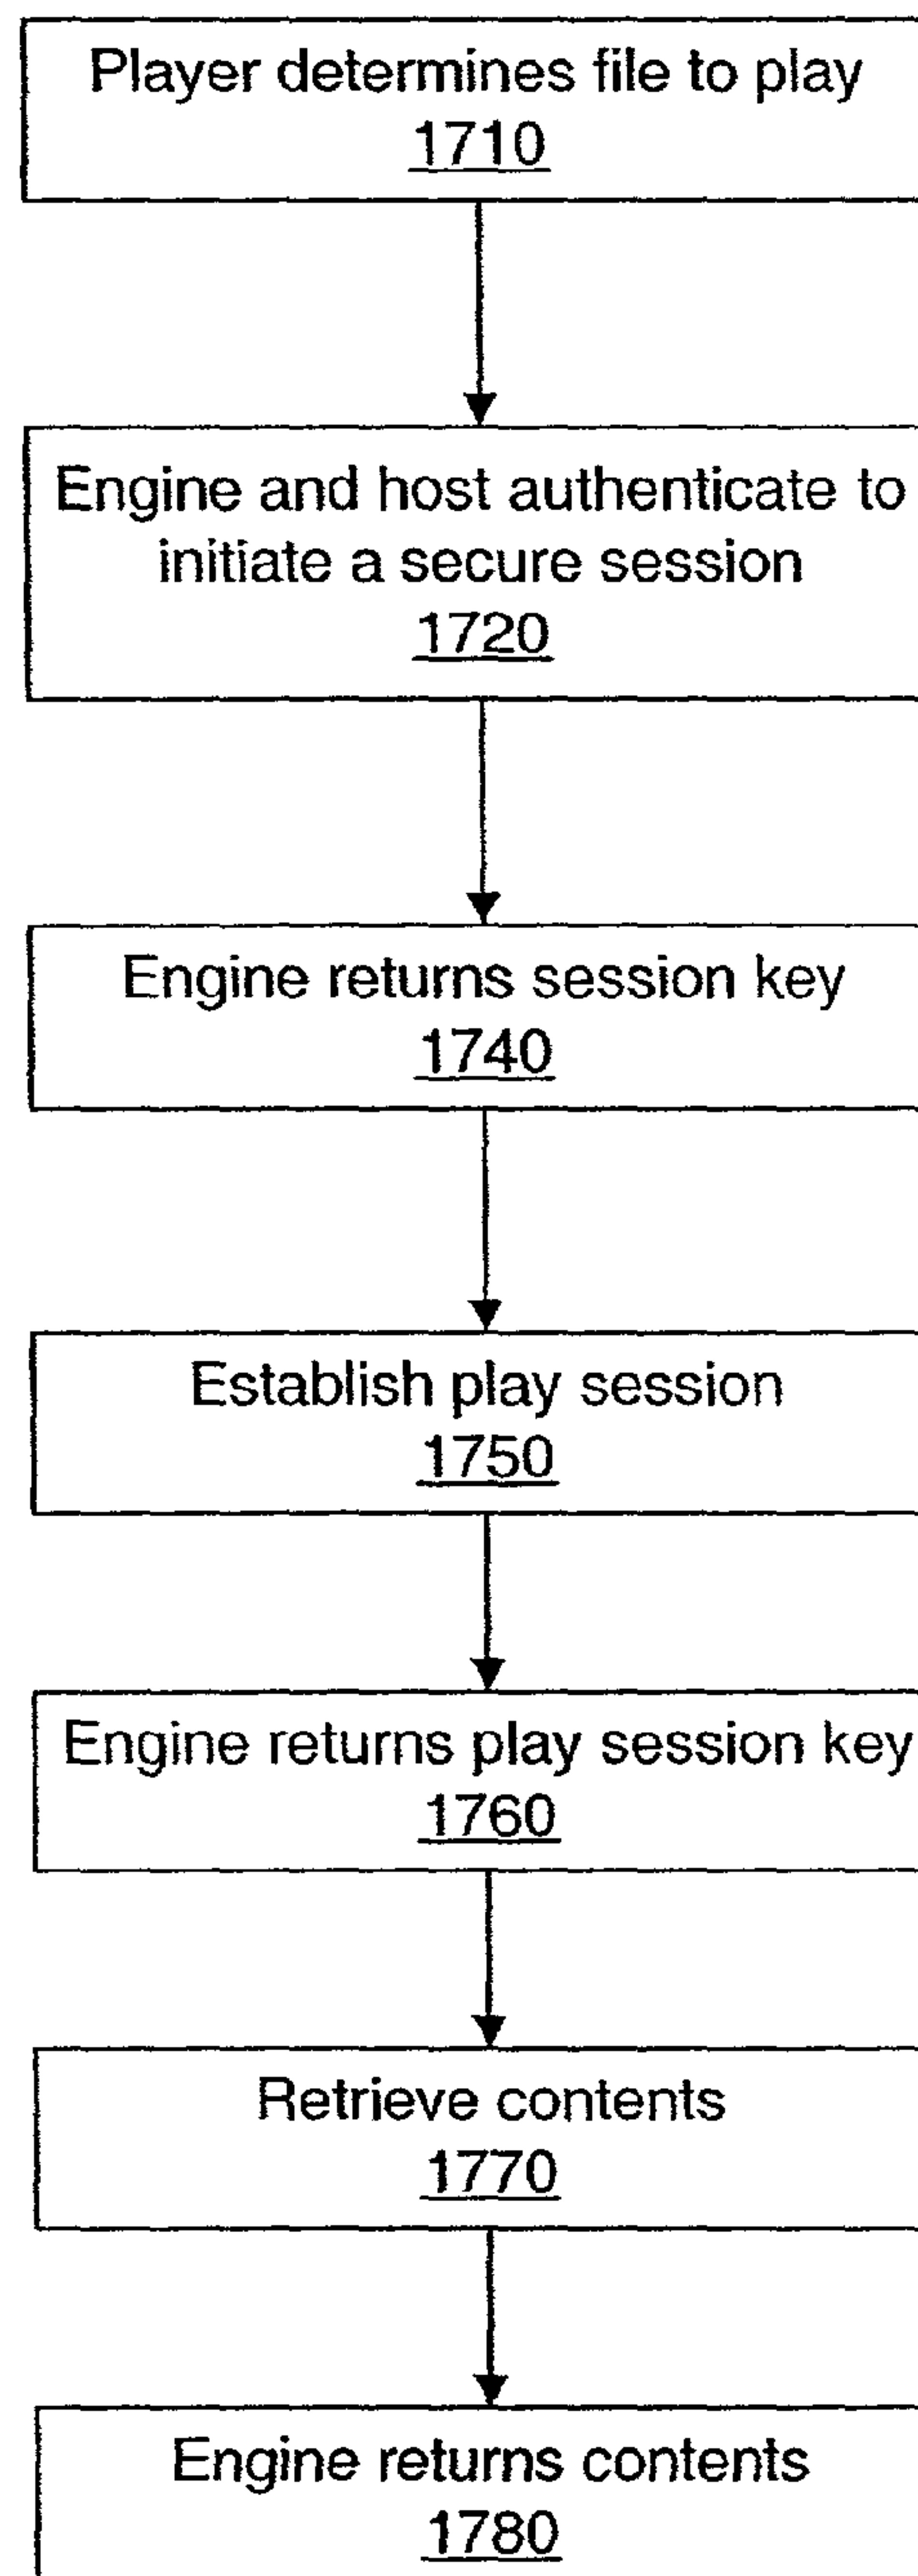 Player determines file to play
1710
Engine and host authenticate to
initiate a secure session
1720
Engine returns session key
1740
Establish play session
1750
Engine returns play session key
1760
Retrieve contents
1770
Engine returns contents
1780